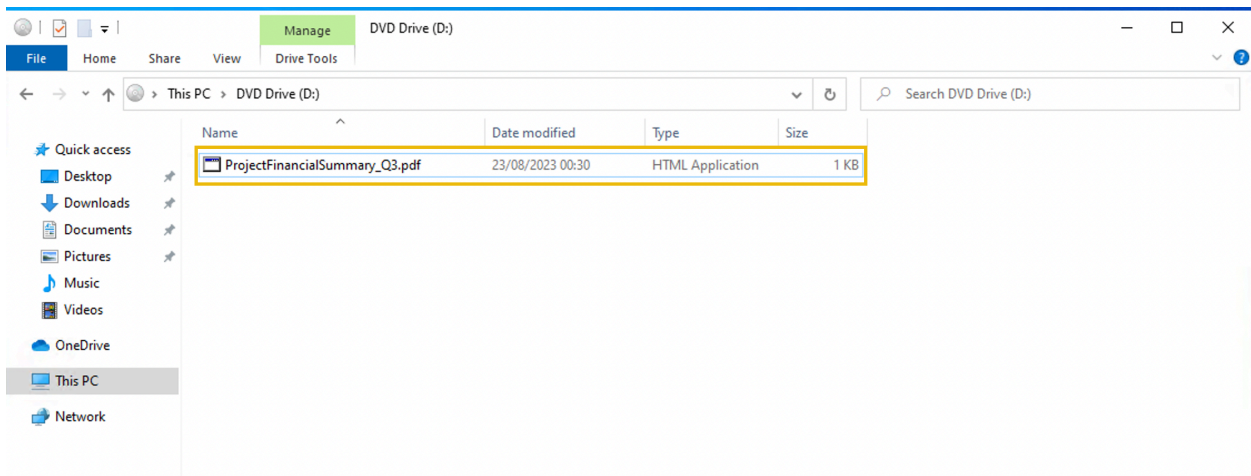 Manage
DVD Drive (D:)
File
Home
Share
View
Drive Tools
This PC
DVD Drive (D:)
Search DVD Drive (D:)
Name
Date modified
Type
Size
ProjectFinancialSummary_Q3.pdf
23/08/2023 00:30
HTML Application
1 KB
Quick access
Desktop
Downloads
Documents
Pictures
Music
Videos
OneDrive
This PC
Network